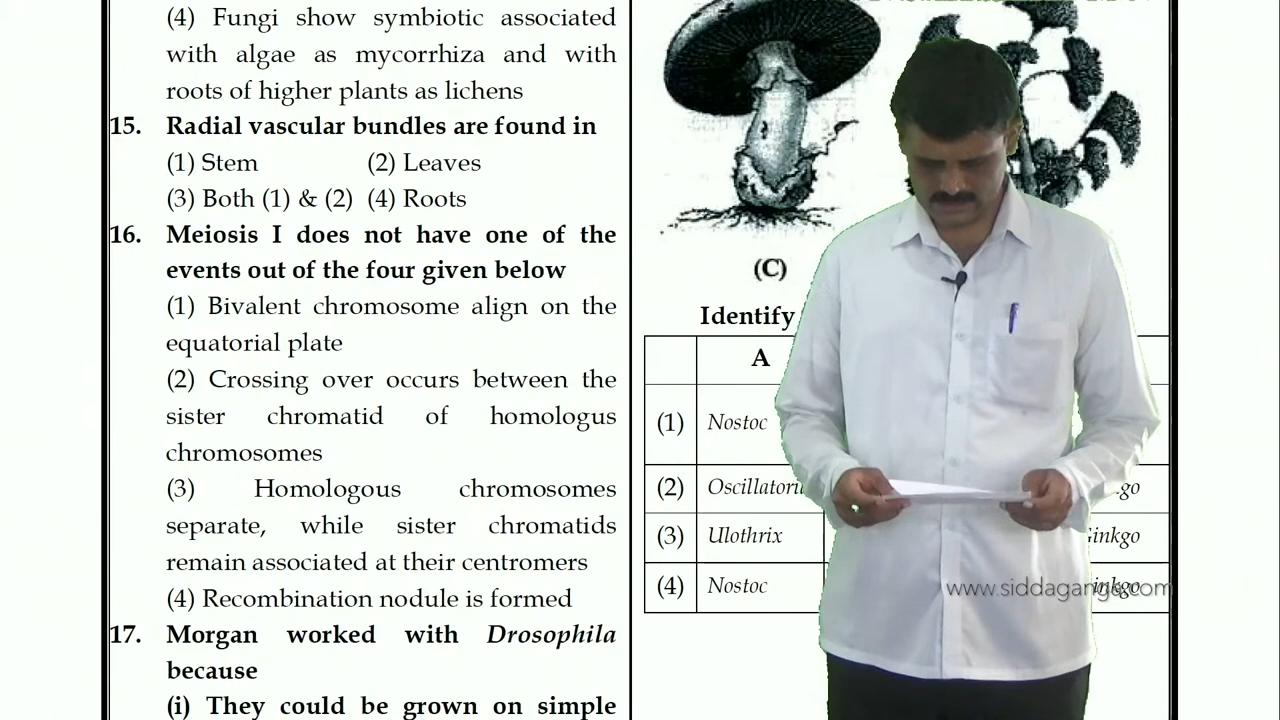 (4) Fungi show symbiotic associated
with algae as mycorrhiza and with
roots of higher plants as lichens
15. Radial vascular bundles are found in
(1) Stem (2) Leaves
(3) Both (1) & (2) (4) Roots
16. Meiosis I does not have one of the
events out of the four given below
(1) Bivalent chromosome align on the
equatorial plate
(2) Crossing over occurs between the
sister chromatid of homologus
chromosomes
(3) Homologous chromosomes
separate, while sister chromatids
remain associated at their centromers
(4) Recombination nodule is formed
17. Morgan worked with Drosophila
because
(i) They could be grown on simple
(C)
Identify
A
(1) Nostoc
(2)
(3) Ulothrix
(4) Nostoc